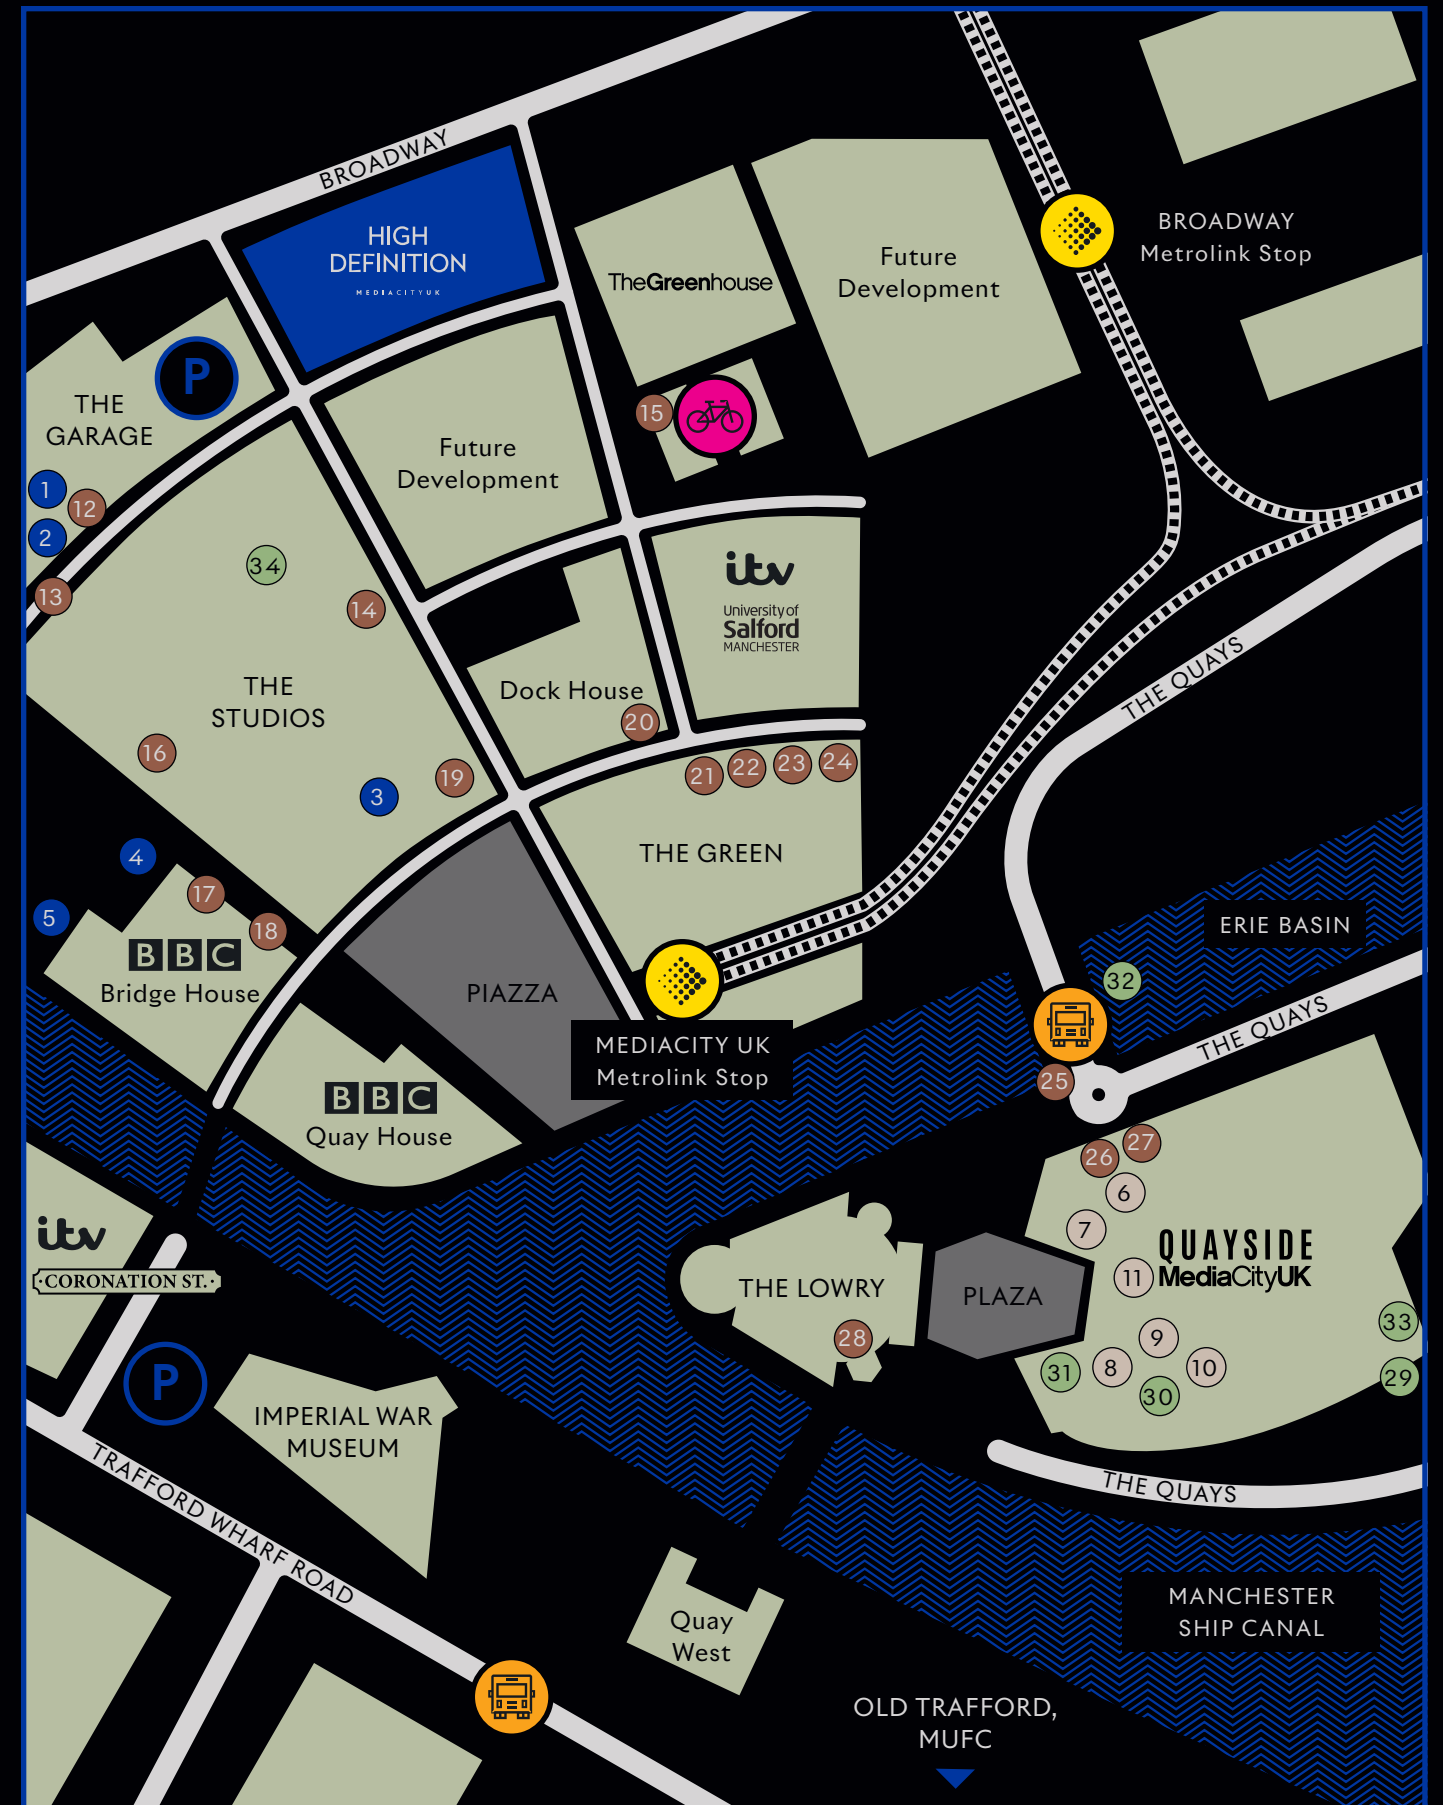 BROADWAY
HIGH
DEFINITION
MEDIACITYUK
BROADWAY
Metrolink Stop
TheGreenhouse
Future
Development
P
THE
GARAGE
15
Future
Development
1
12
2
13
34
14
itv
University of
Salford
MANCHESTER
THE QUAYS
THE
STUDIOS
Dock House
20
16
3
19
21
22
23
24
THE GREEN
4
17
5
18
BBC
Bridge House
PIAZZA
ERIE BASIN
32
THE QUAYS
MEDIACITY UK
Metrolink Stop
25
BBC
Quay House
26
27
6
7
itv
CORONATION ST.
THE LOWRY
28
PLAZA
11
QUAYSIDE
MediaCityUK
9
33
31
8
10
29
30
P
IMPERIAL WAR
MUSEUM
TRAFFORD WHARF ROAD
THE QUAYS
MANCHESTER
SHIP CANAL
Quay
West
OLD TRAFFORD,
MUFC